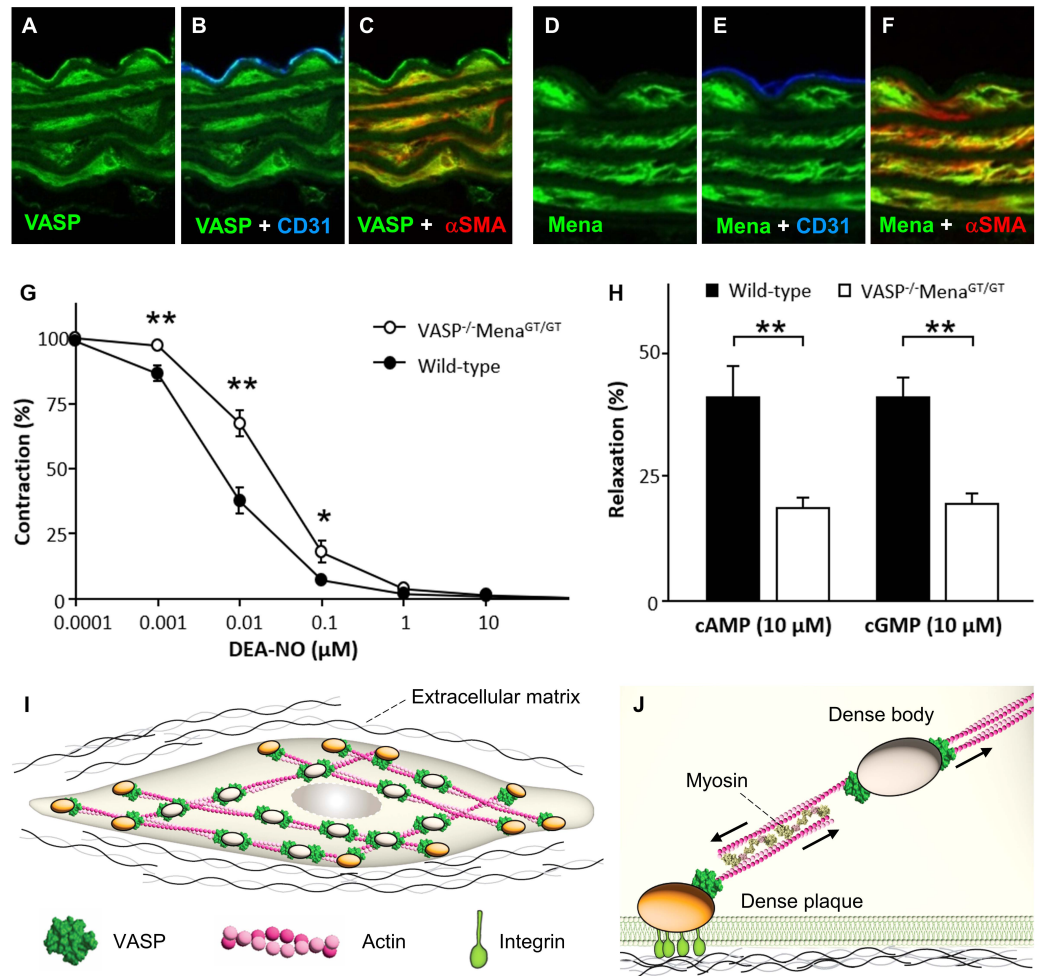 A
B
C
D
E
F
VASP
VASP + CD31
VASP + αSMA
Mena
Mena + CD31
Mena + αSMA
G
**
**
*
VASP-/-MenaGT/GT
Wild-type
100
75
50
25
0
Contraction (%)
0.0001
0.001
0.01
0.1
1
10
DEA-NO (µM)
H
Wild-type
VASP-/-MenaGT/GT
**
**
50
25
0
Relaxation (%)
cAMP (10 µM)
cGMP (10 µM)
I
Extracellular matrix
VASP
Actin
Integrin
J
Dense body
Myosin
Dense plaque